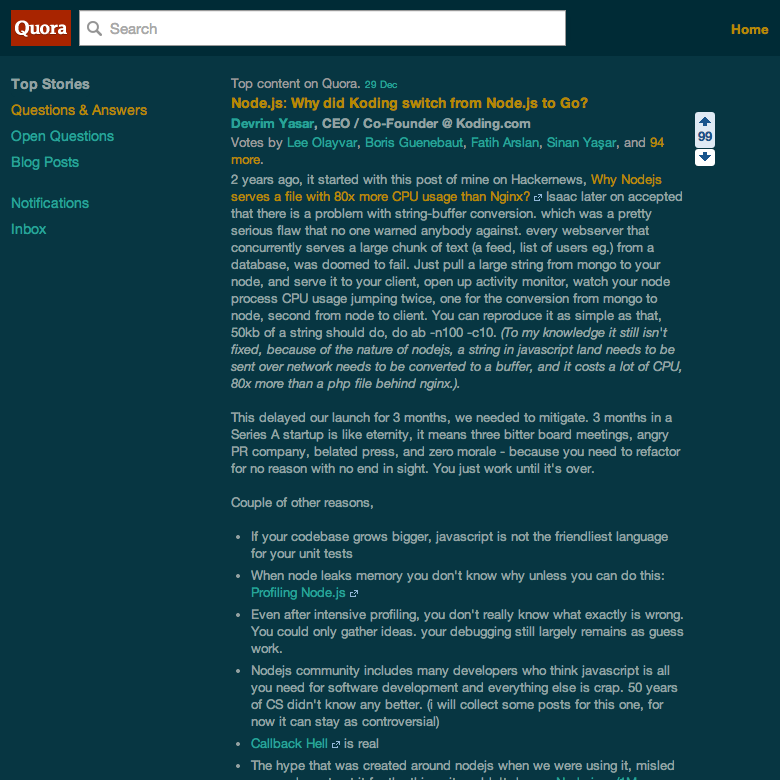 Quora
Search
Home
Top Stories
Questions & Answers
Open Questions
Blog Posts
Notifications
Inbox
Top content on Quora. 29 Dec
Node.js: Why did Koding switch from Node.js to Go?
Devrim Yasar, CEO / Co-Founder @ Koding.com
99
Votes by Lee Olayvar, Boris Guenebaut, Fatih Arslan, Sinan Yaşar, and 94
more.
2 years ago, it started with this post of mine on Hackernews, Why Nodejs
serves a file with 80x more CPU usage than Nginx? Isaac later on accepted
that there is a problem with string-buffer conversion. which was a pretty
serious flaw that no one warned anybody against. every webserver that
concurrently serves a large chunk of text (a feed, list of users eg.) from a
database, was doomed to fail. Just pull a large string from mongo to your
node, and serve it to your client, open up activity monitor, watch your node
process CPU usage jumping twice, one for the conversion from mongo to
node, second from node to client. You can reproduce it as simple as that,
50kb of a string should do, do ab -n100 -c10. (To my knowledge it still isn't
fixed, because of the nature of nodejs, a string in javascript land needs to be
sent over network needs to be converted to a buffer, and it costs a lot of CPU,
80x more than a php file behind nginx.).
This delayed our launch for 3 months, we needed to mitigate. 3 months in a
Series A startup is like eternity, it means three bitter board meetings, angry
PR company, belated press, and zero morale - because you need to refactor
for no reason with no end in sight. You just work until it's over.
Couple of other reasons,
• If your codebase grows bigger, javascript is not the friendliest language
for your unit tests
• When node leaks memory you don't know why unless you can do this:
Profiling Node.js
• Even after intensive profiling, you don't really know what exactly is wrong.
You could only gather ideas. your debugging still largely remains as guess
work.
• Nodejs community includes many developers who think javascript is all
you need for software development and everything else is crap. 50 years
of CS didn't know any better. (i will collect some posts for this one, for
now it can stay as controversial)
• Callback Hell is real
• The hype that was created around nodejs when we were using it, misled